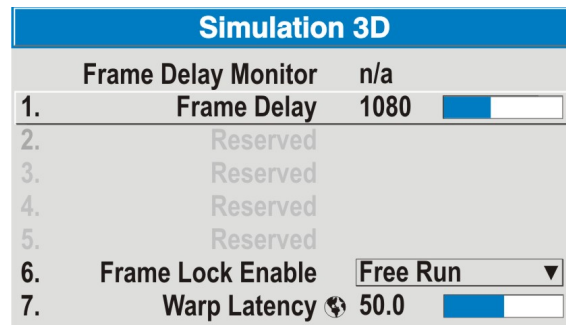 Simulation 3D
Frame Delay Monitor n/a
1. Frame Delay 1080
2. Reserved
3. Reserved
4. Reserved
5. Reserved
6. Frame Lock Enable Free Run
7. Warp Latency 50.0